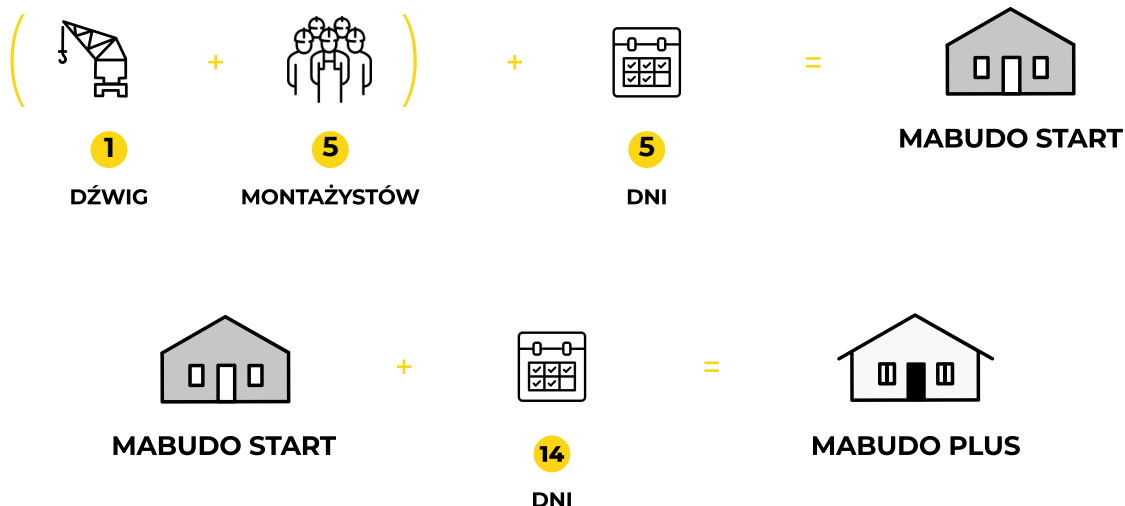 ( + ) + =
1 5 5
DŹWIG MONTAŻYSTÓW DNI MABUDO START
+ =
MABUDO START 14 MABUDO PLUS
DNI